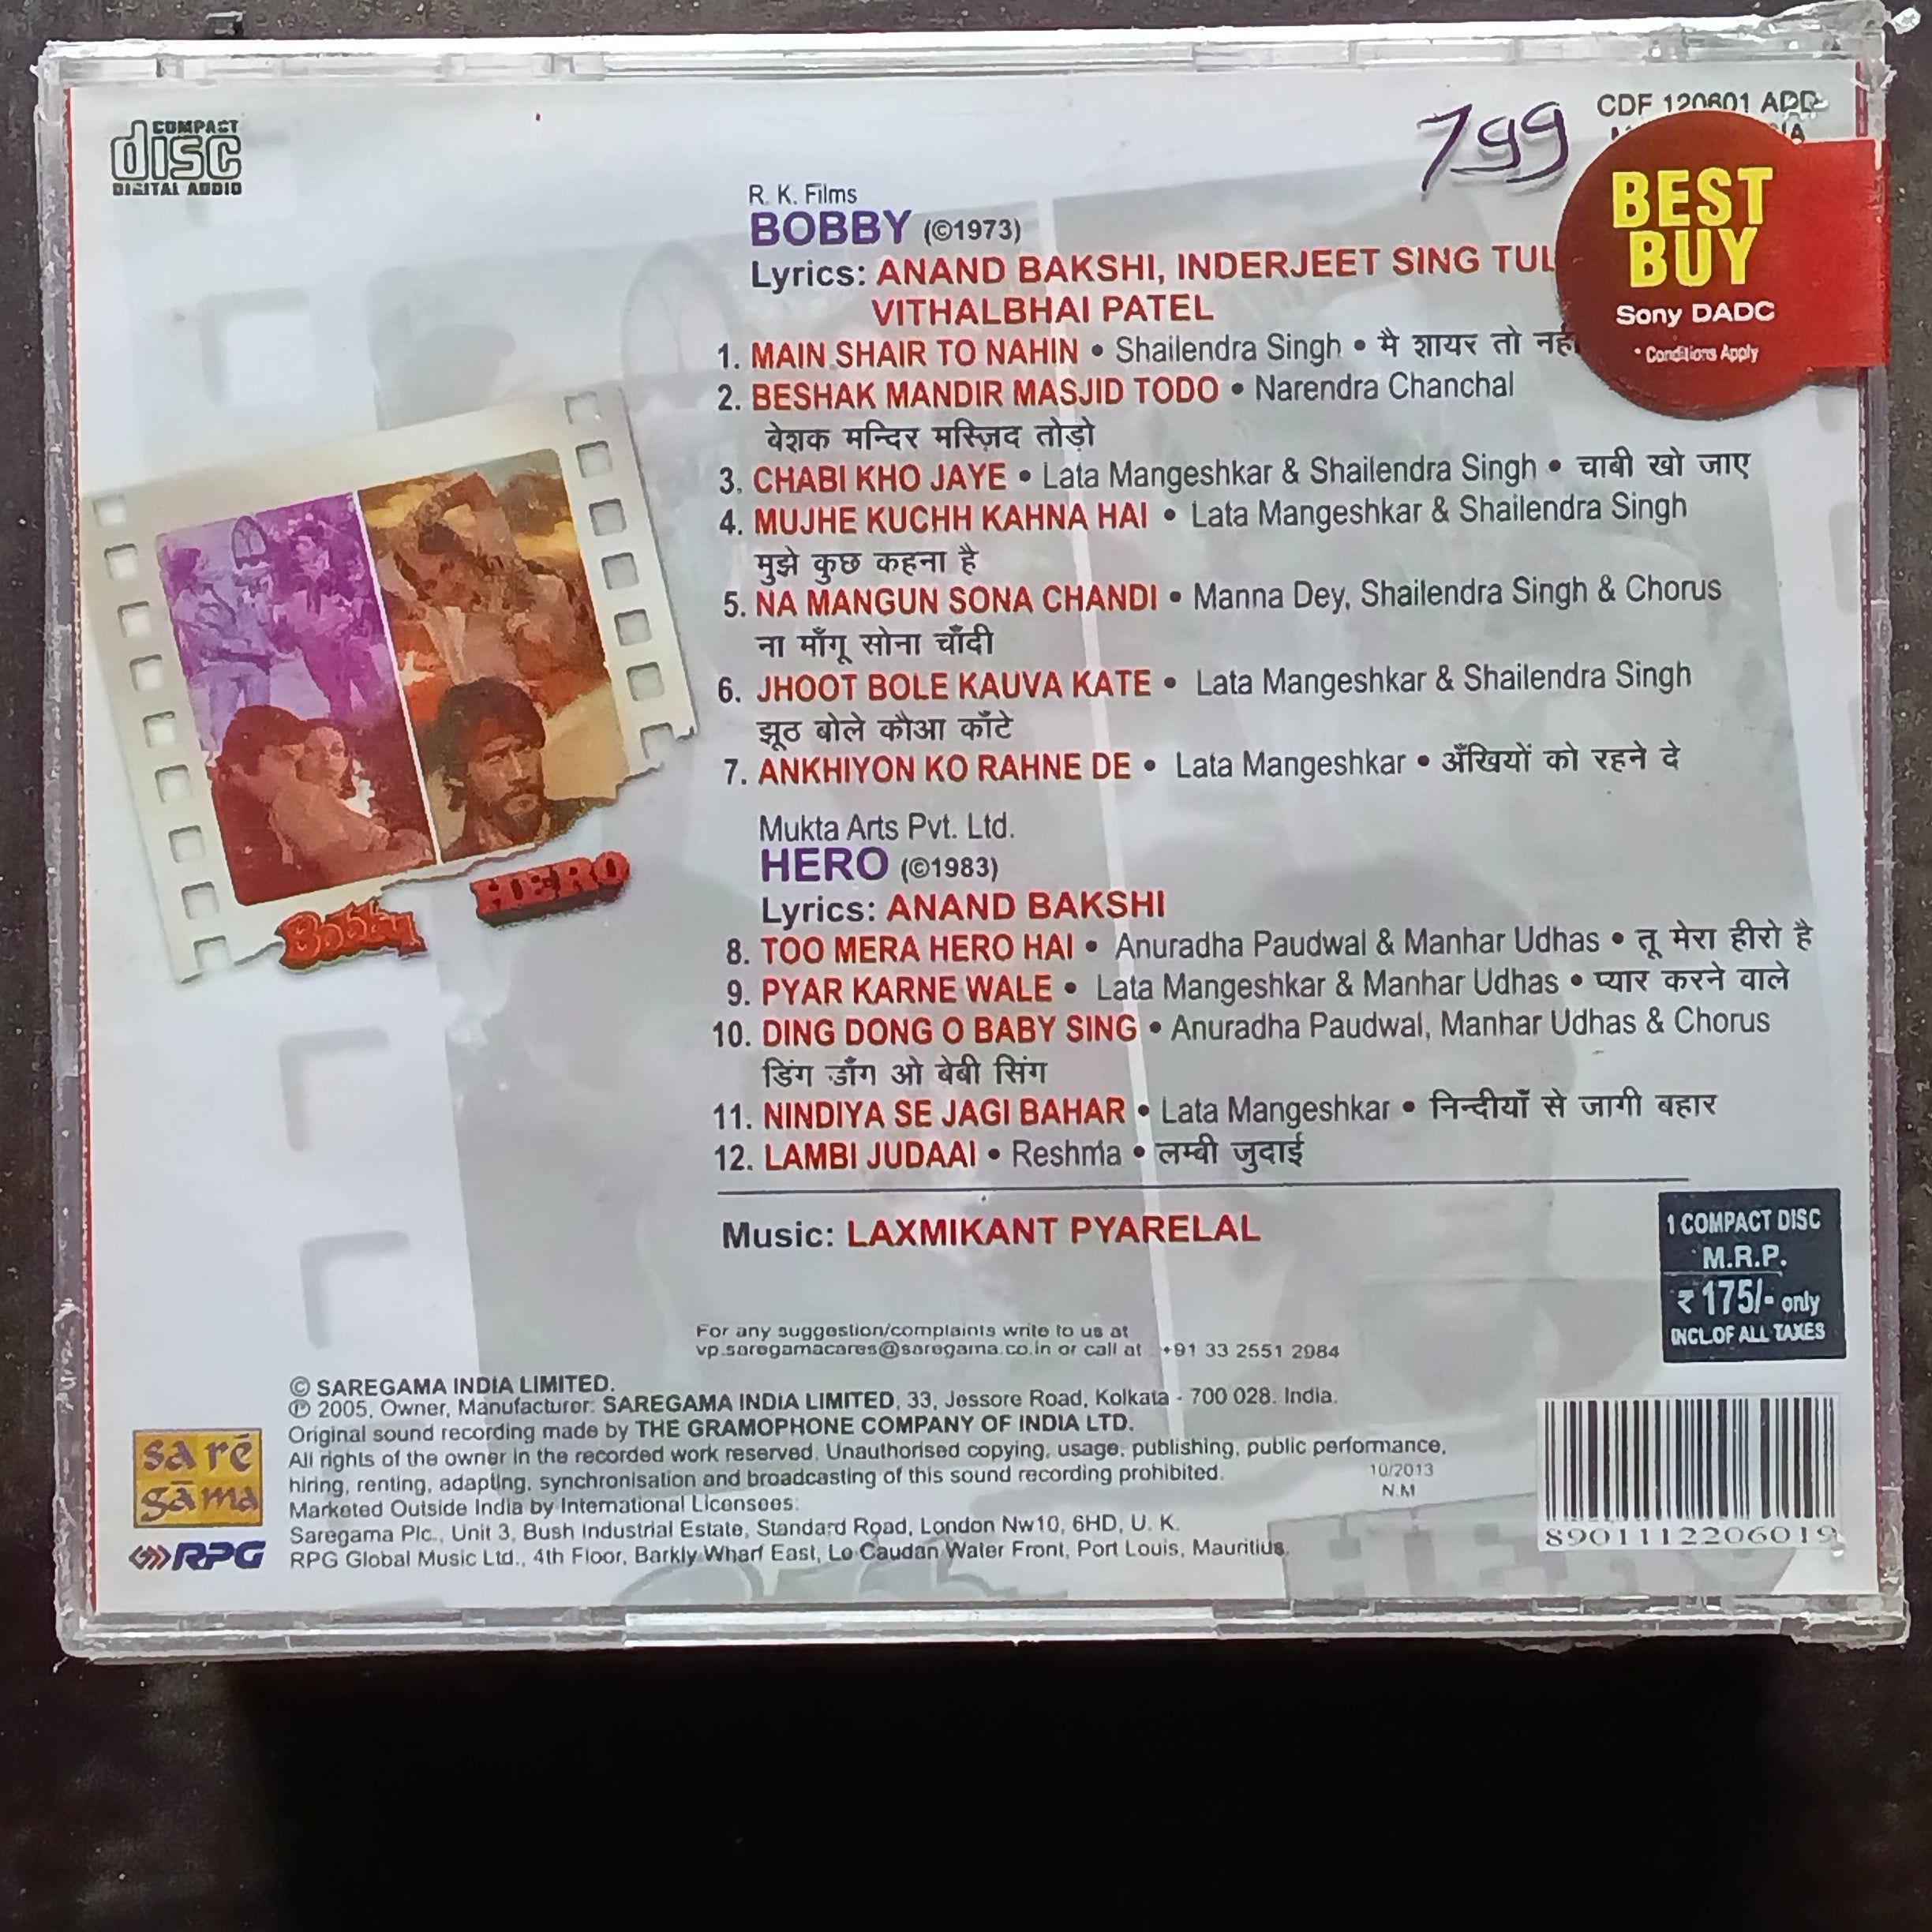 COMPACT
disc
DIGITAL AUDIO
799
CDF 120601 ADD
BEST
BUY
Sony DADC
* Conditions Apply
R. K. Films
BOBBY (©1973)
Lyrics: ANAND BAKSHI, INDERJEET SING
VITHALBHAI PATEL
1. MAIN SHAIR TO NAHIN • Shailendra Singh • मै शायर तो
2. BESHAK MANDIR MASJID TODO • Narendra Chanchal
बेशक मन्दिर मस्ज़िद तोड़ो
3. CHABI KHO JAYE • Lata Mangeshkar & Shailendra Singh • चाबी खो जाए
4. MUJHE KUCHH KAHNA HAI • Lata Mangeshkar & Shailendra Singh
मुझे कुछ कहना है
5. NA MANGUN SONA CHANDI • Manna Dey, Shailendra Singh & Chorus
ना माँगू सोना चाँदी
6. JHOOT BOLE KAUVA KATE • Lata Mangeshkar & Shailendra Singh
झूठ बोले कौआ काँटे
7. ANKHIYON KO RAHNE DE • Lata Mangeshkar • अँखियों को रहने दे
Mukta Arts Pvt. Ltd.
HERO (©1983)
Lyrics: ANAND BAKSHI
8. TOO MERA HERO HAI • Anuradha Paudwal & Manhar Udhas • तू मेरा हीरो है
9. PYAR KARNE WALE • Lata Mangeshkar & Manhar Udhas • प्यार करने वाले
10. DING DONG O BABY SING • Anuradha Paudwal, Manhar Udhas & Chorus
डिंग डाँग ओ बेबी सिंग
11. NINDIYA SE JAGI BAHAR • Lata Mangeshkar • निन्दीयाँ से जागी बहार
12. LAMBI JUDAAI • Reshma • लम्बी जुदाई
Music: LAXMIKANT PYARELAL
Bobby
HERO
1 COMPACT DISC
M.R.P.
₹ 175/- only
INCL.OF ALL TAXES
For any suggestion/complaints write to us at
vp.saregamacares@saregama.co.in or call at : +91 33 2551 2984
© SAREGAMA INDIA LIMITED.
℗ 2005, Owner, Manufacturer: SAREGAMA INDIA LIMITED, 33, Jessore Road, Kolkata - 700 028. India.
Original sound recording made by THE GRAMOPHONE COMPANY OF INDIA LTD.
All rights of the owner in the recorded work reserved. Unauthorised copying, usage, publishing, public performance,
hiring, renting, adapting, synchronisation and broadcasting of this sound recording prohibited.
10/2013
N.M
Marketed Outside India by International Licensees:
Saregama Plc., Unit 3, Bush Industrial Estate, Standard Road, London Nw10, 6HD, U. K.
RPG Global Music Ltd., 4th Floor, Barkly Wharf East, Le Caudan Water Front, Port Louis, Mauritius.
sa rē
gāma
RPG
8901112206019